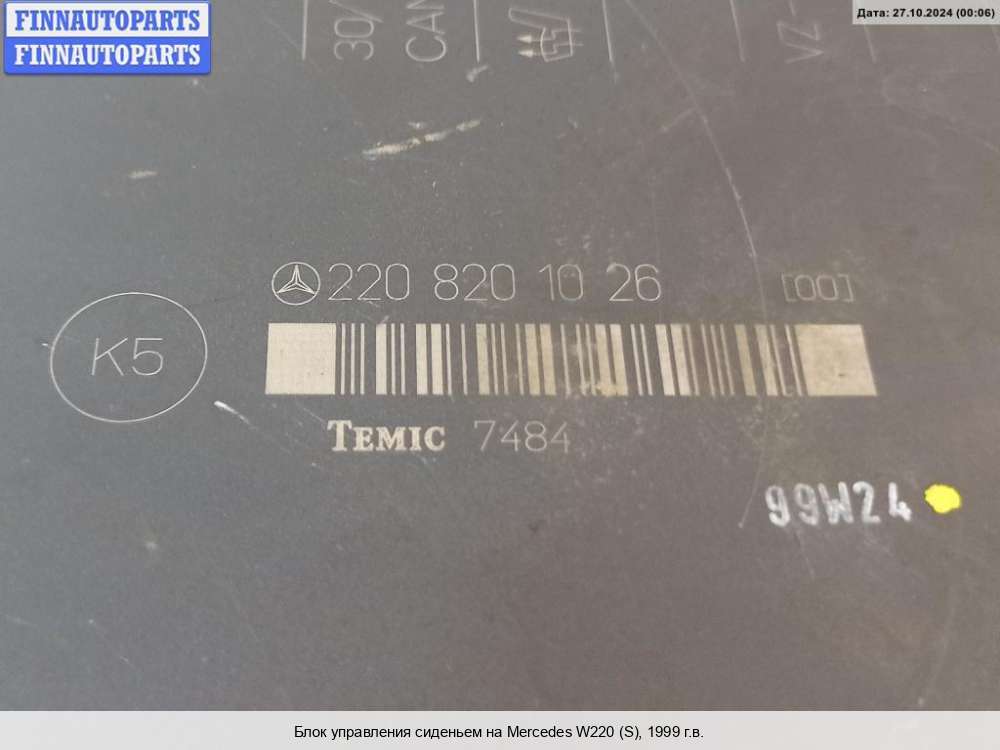 FINNAUTOPARTS
FINNAUTOPARTS
Дата: 27.10.2024 (00:06)
30/
CAN
VZ-
220 820 10 26 [00]
K5
TEMIC 7484
99W24
Блок управления сиденьем на Mercedes W220 (S), 1999 г.в.